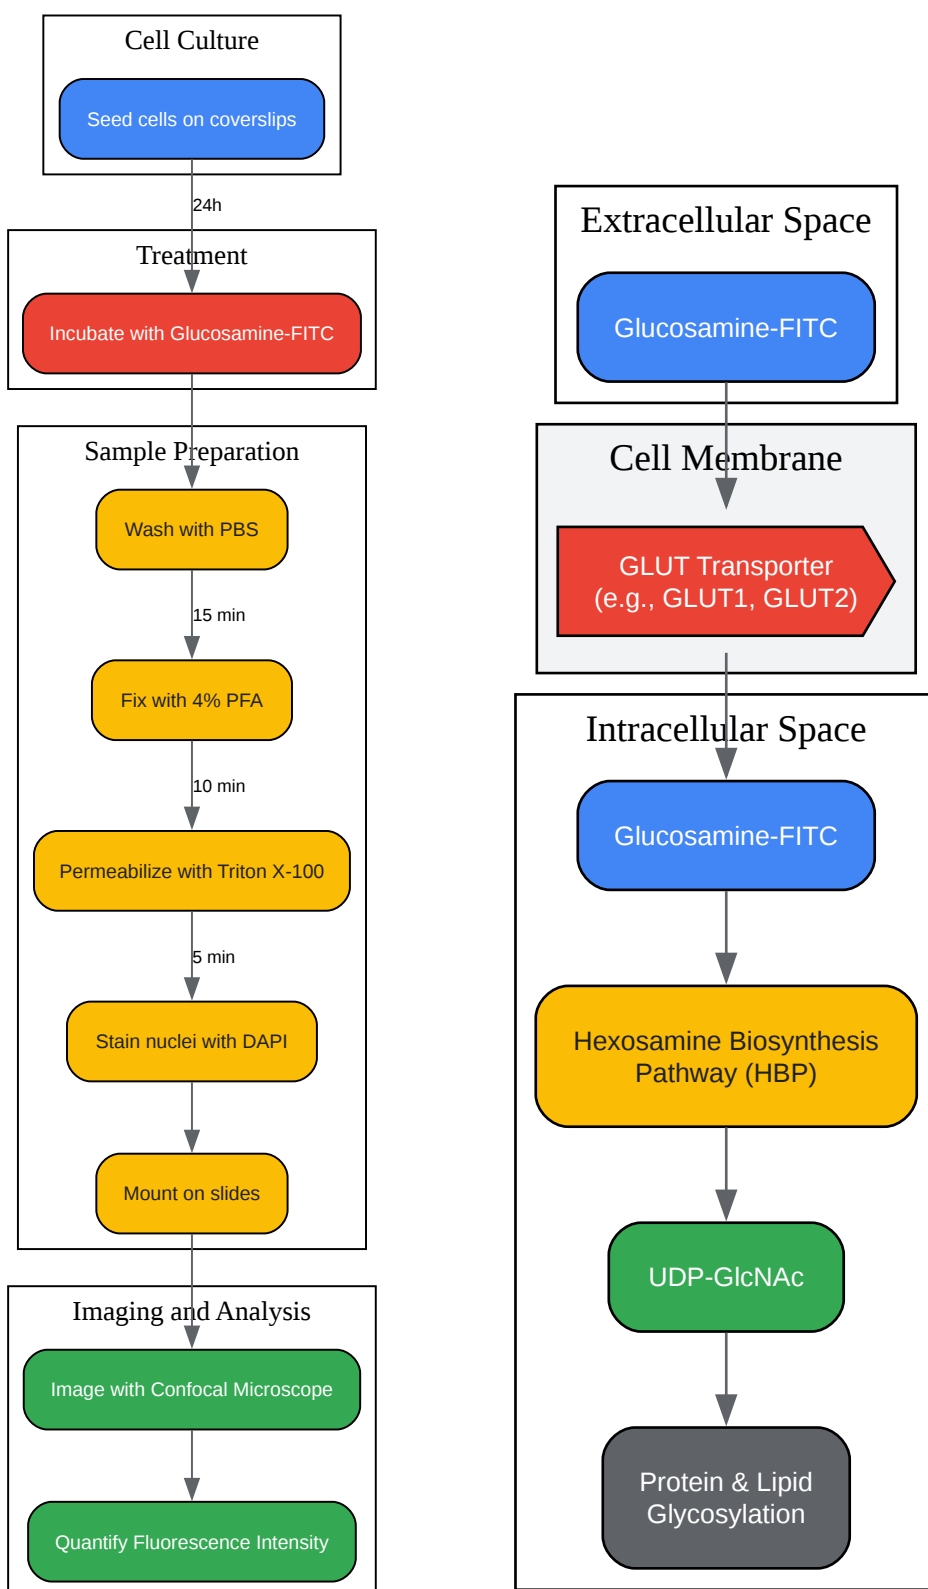 Cell Culture
Seed cells on coverslips
24h
Treatment
Incubate with Glucosamine-FITC
Sample Preparation
Wash with PBS
15 min
Fix with 4% PFA
10 min
Permeabilize with Triton X-100
5 min
Stain nuclei with DAPI
Mount on slides
Imaging and Analysis
Image with Confocal Microscope
Quantify Fluorescence Intensity
Extracellular Space
Glucosamine-FITC
Cell Membrane
GLUT Transporter
(e.g., GLUT1, GLUT2)
Intracellular Space
Glucosamine-FITC
Hexosamine Biosynthesis
Pathway (HBP)
UDP-GlcNAc
Protein & Lipid
Glycosylation